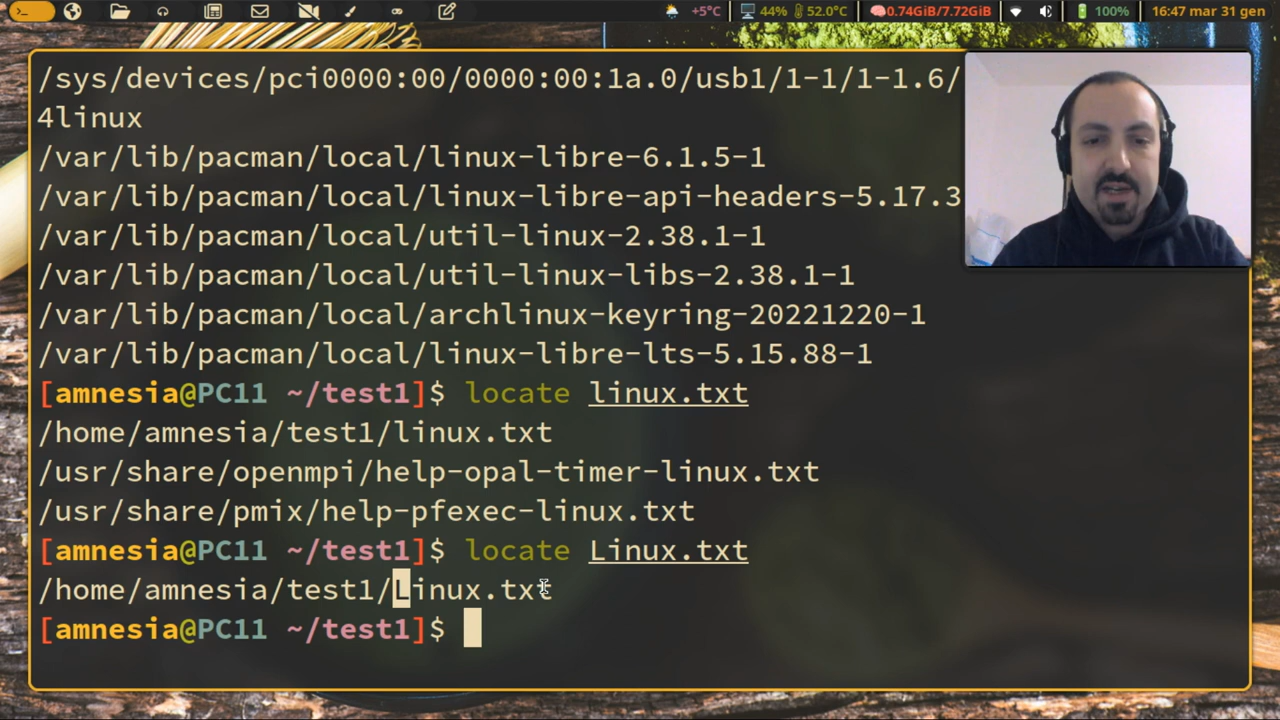 +5°C 44% 52.0°C 0.74GiB/7.72GiB 100% 16:47 mar 31 gen
/sys/devices/pci0000:00/0000:00:1a.0/usb1/1-1/1-1.6/
4linux
/var/lib/pacman/local/linux-libre-6.1.5-1
/var/lib/pacman/local/linux-libre-api-headers-5.17.3
/var/lib/pacman/local/util-linux-2.38.1-1
/var/lib/pacman/local/util-linux-libs-2.38.1-1
/var/lib/pacman/local/archlinux-keyring-20221220-1
/var/lib/pacman/local/linux-libre-lts-5.15.88-1
[amnesia@PC11 ~/test1]$ locate linux.txt
/home/amnesia/test1/linux.txt
/usr/share/openmpi/help-opal-timer-linux.txt
/usr/share/pmix/help-pfexec-linux.txt
[amnesia@PC11 ~/test1]$ locate Linux.txt
/home/amnesia/test1/Linux.txt
[amnesia@PC11 ~/test1]$